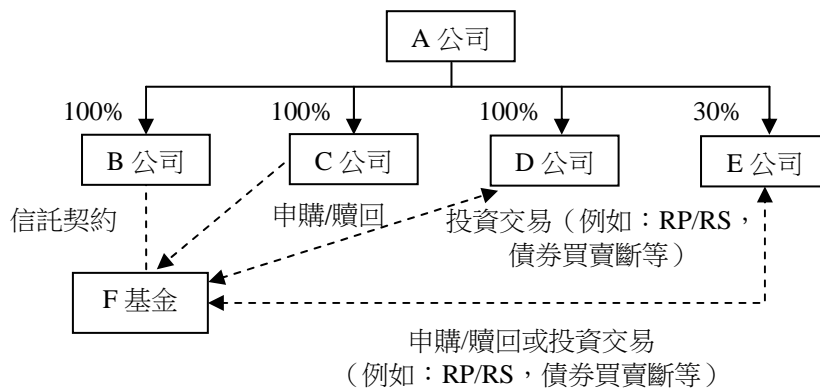 A 公司
100%
100%
100%
30%
B 公司
C 公司
D 公司
E 公司
信託契約
申購/贖回
投資交易（例如：RP/RS，
債券買賣斷等）
F 基金
申購/贖回或投資交易
（例如：RP/RS，債券買賣斷等）